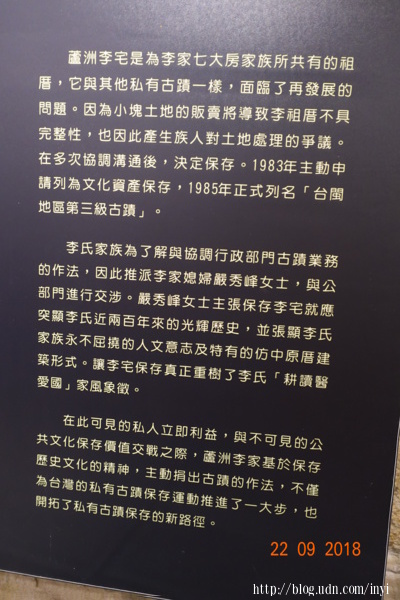 蘆洲李宅是為李家七大房家族所共有的祖
厝，它與其他私有古蹟一樣，面臨了再發展的
問題。因為小塊土地的販賣將導致李祖厝不具
完整性，也因此產生族人對土地處理的爭議。
在多次協調溝通後，決定保存。1983年主動申
請列為文化資產保存，1985年正式列名「台閩
地區第三級古蹟」。
李氏家族為了解與協調行政部門古蹟業務
的作法，因此推派李家媳婦嚴秀峰女士，與公
部門進行交涉。嚴秀峰女士主張保存李宅就應
突顯李氏近兩百年來的光輝歷史，並張顯李氏
家族永不屈撓的人文意志及特有的仿中原厝建
築形式。讓李宅保存真正重樹了李氏「耕讀醫
愛國」家風象徵。
在此可見的私人立即利益，與不可見的公
共文化保存價值交戰之際，蘆洲李家基於保存
歷史文化的精神，主動捐出古蹟的作法，不僅
為台灣的私有古蹟保存運動推進了一大步，也
開拓了私有古蹟保存的新路徑。
22 09 2018
http://blog.udn.com/inyi